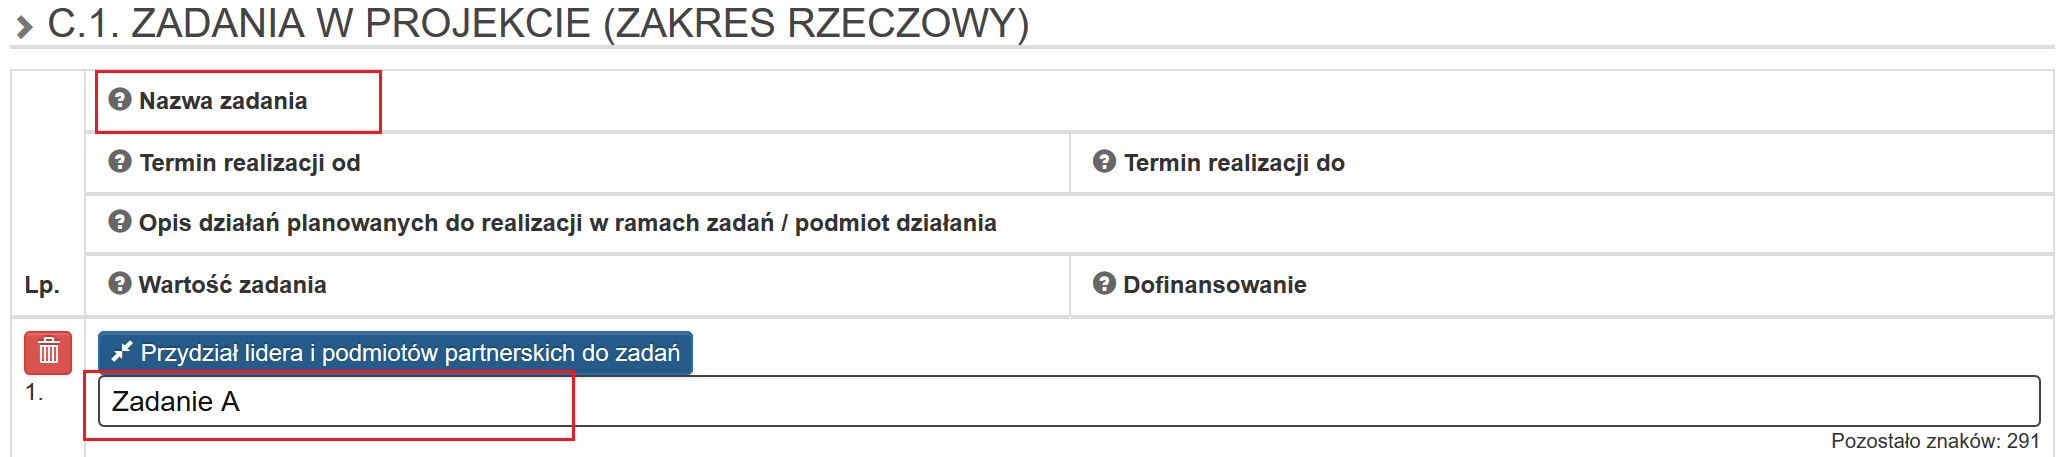 C.1. ZADANIA W PROJEKCIE (ZAKRES RZECZOWY)
Nazwa zadania
Termin realizacji od
Termin realizacji do
Opis działań planowanych do realizacji w ramach zadań / podmiot działania
Lp.
Wartość zadania
Dofinansowanie
Przydział lidera i podmiotów partnerskich do zadań
1.
Zadanie A
Pozostało znaków: 291